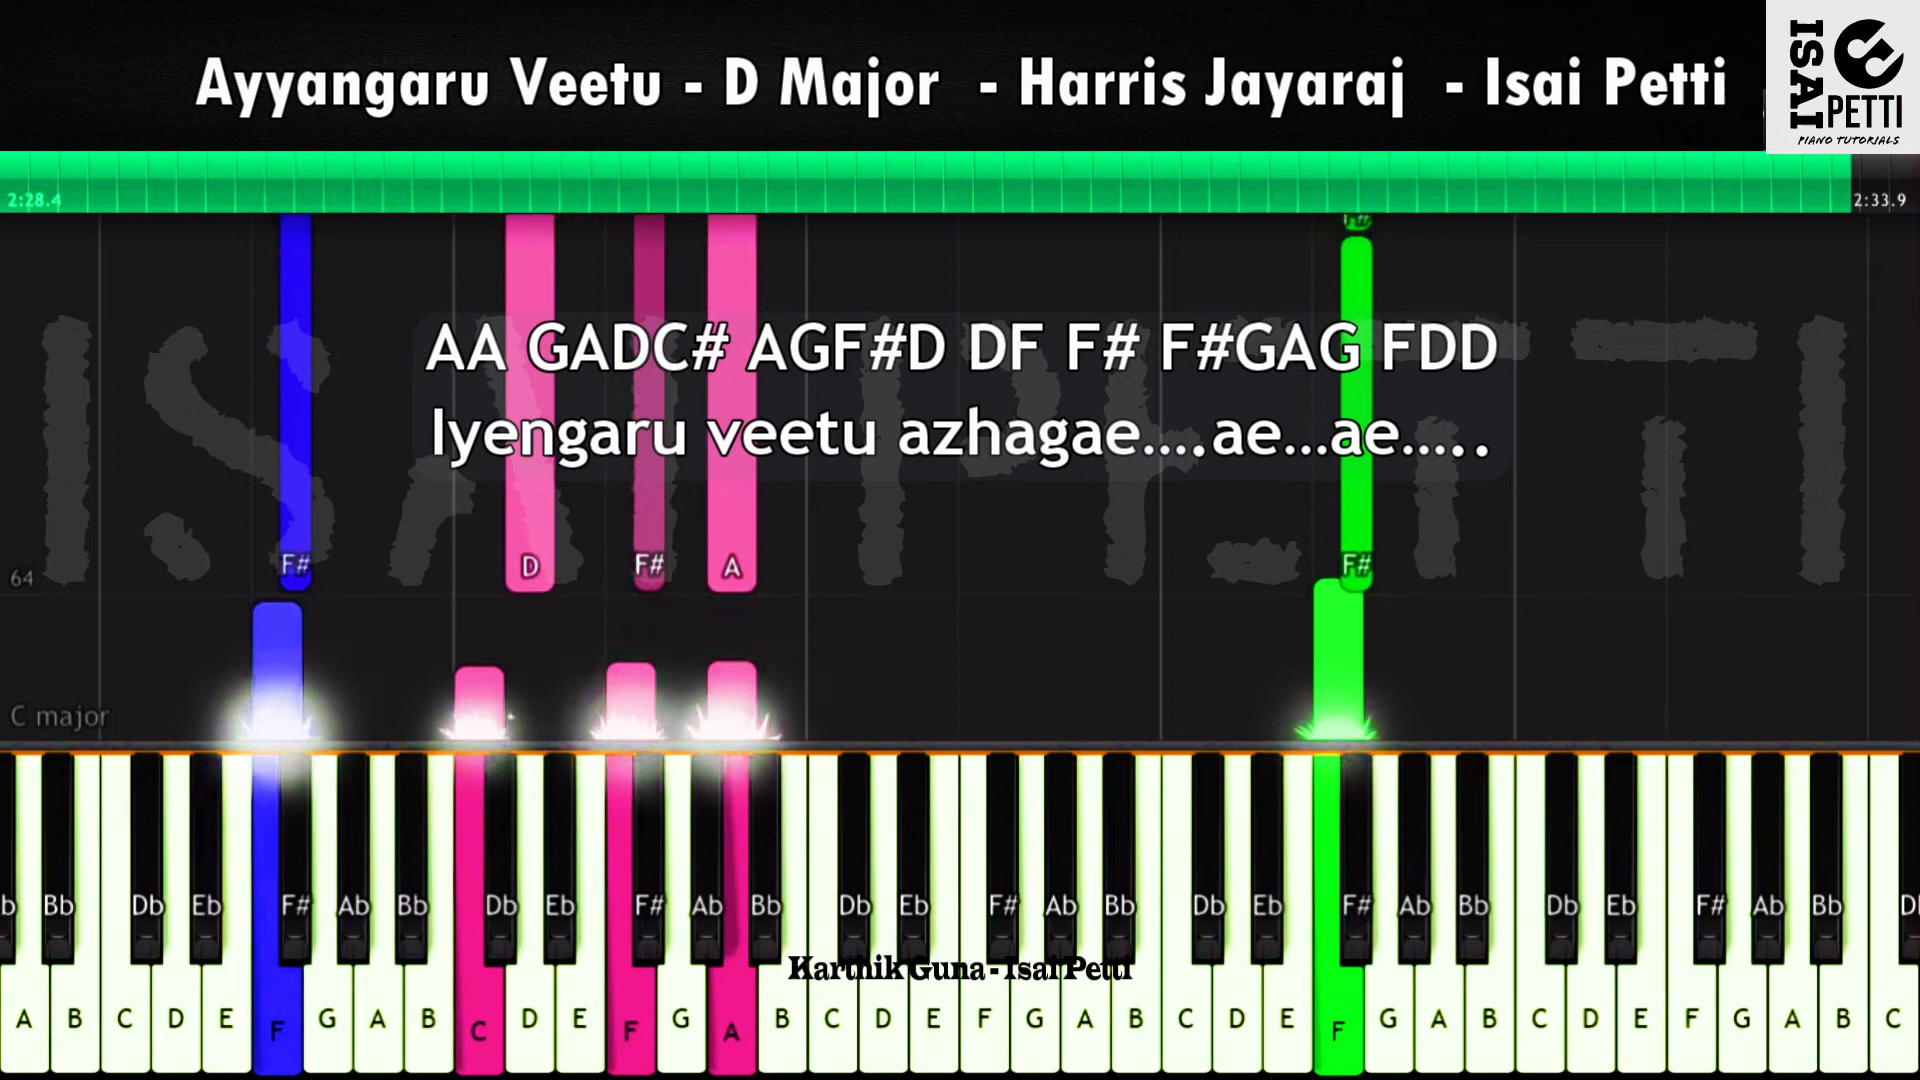 Ayyangaru Veetu - D Major - Harris Jayaraj - Isai Petti
ISAI PETTI
PIANO TUTORIALS
2:28.4
2:33.9
F#
ISAI PETTI
AA GADC# AGF#D DF F# F#GAG FDD
Iyengaru veetu azhagae....ae...ae.....
F# D F# A F#
64
C major
b Bb Db Eb F# Ab Bb Db Eb F# Ab Bb Db Eb F# Ab Bb Db Eb F# Ab Bb Db Eb F# Ab Bb D
Karthik Guna - Isai Petti
A B C D E F G A B C D E F G A B C D E F G A B C D E F G A B C D E F G A B C